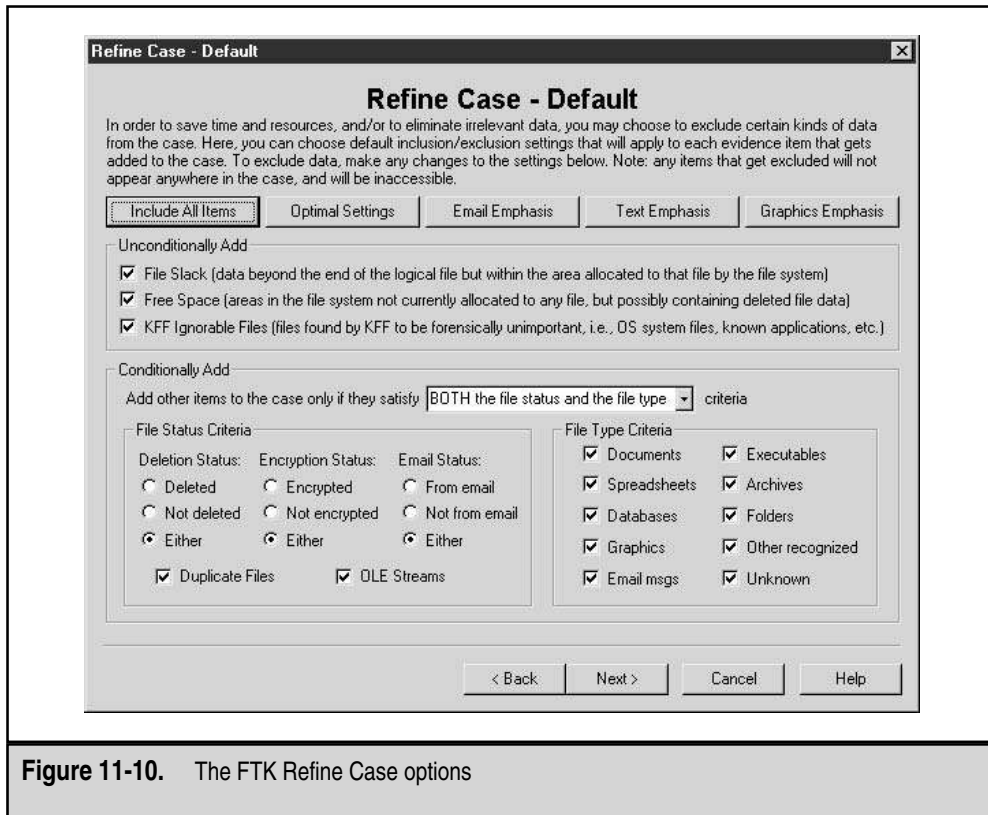 Refine Case - Default
Refine Case - Default
In order to save time and resources, and/or to eliminate irrelevant data, you may choose to exclude certain kinds of data
from the case. Here, you can choose default inclusion/exclusion settings that will apply to each evidence item that gets
added to the case. To exclude data, make any changes to the settings below. Note: any items that get excluded will not
appear anywhere in the case, and will be inaccessible.
Include All Items Optimal Settings Email Emphasis Text Emphasis Graphics Emphasis
Unconditionally Add
File Slack (data beyond the end of the logical file but within the area allocated to that file by the file system)
Free Space (areas in the file system not currently allocated to any file, but possibly containing deleted file data)
KFF Ignorable Files (files found by KFF to be forensically unimportant, i.e., OS system files, known applications, etc.)
Conditionally Add
Add other items to the case only if they satisfy BOTH the file status and the file type criteria
File Status Criteria
Deletion Status: Encryption Status: Email Status:
Deleted Encrypted From email
Not deleted Not encrypted Not from email
Either Either Either
Duplicate Files OLE Streams
File Type Criteria
Documents Executables
Spreadsheets Archives
Databases Folders
Graphics Other recognized
Email msgs Unknown
< Back Next > Cancel Help
Figure 11-10. The FTK Refine Case options